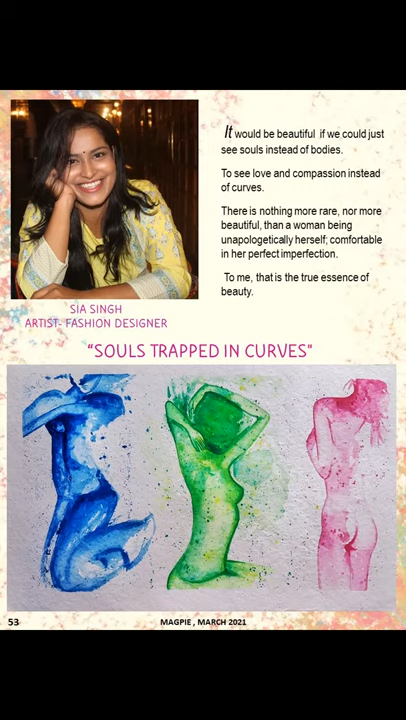 It would be beautiful if we could just
see souls instead of bodies.
To see love and compassion instead
of curves.
There is nothing more rare, nor more
beautiful, than a woman being
unapologetically herself; comfortable
in her perfect imperfection.
To me, that is the true essence of
beauty.
SIA SINGH
ARTIST- FASHION DESIGNER
“SOULS TRAPPED IN CURVES"
53
MAGPIE , MARCH 2021